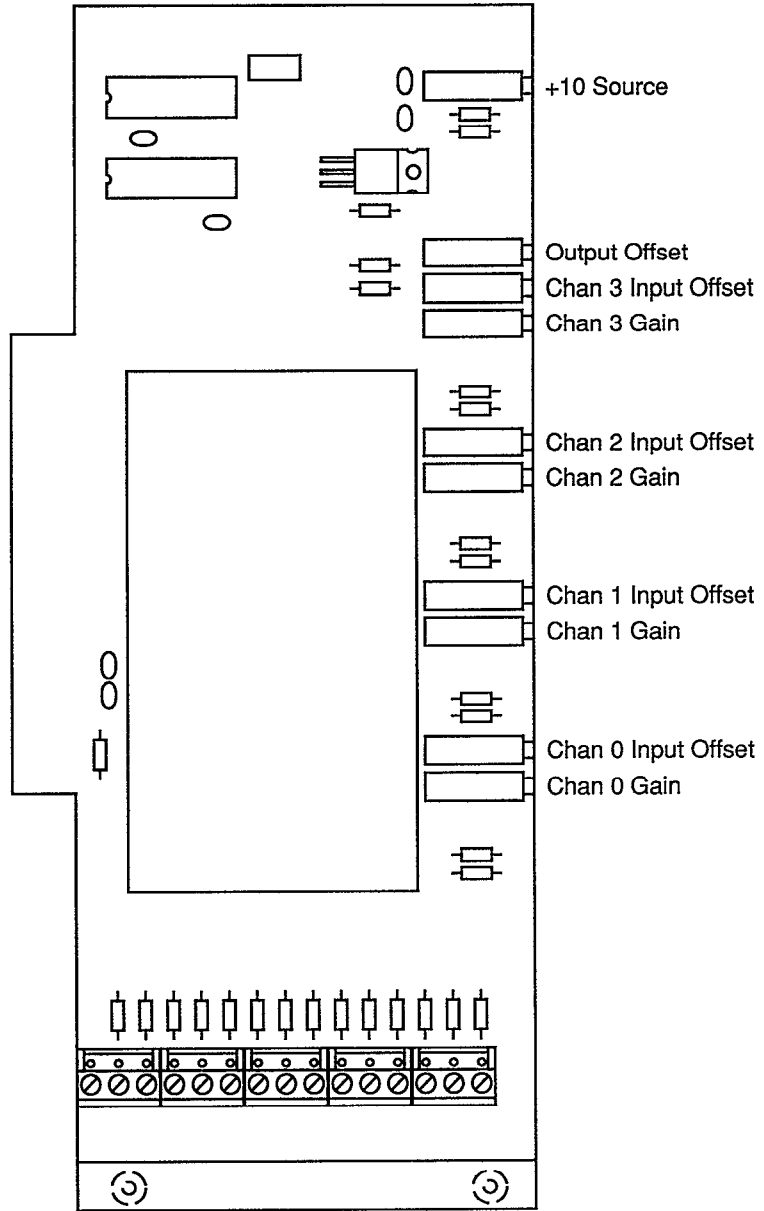 +10 Source
Output Offset
Chan 3 Input Offset
Chan 3 Gain
Chan 2 Input Offset
Chan 2 Gain
Chan 1 Input Offset
Chan 1 Gain
Chan 0 Input Offset
Chan 0 Gain